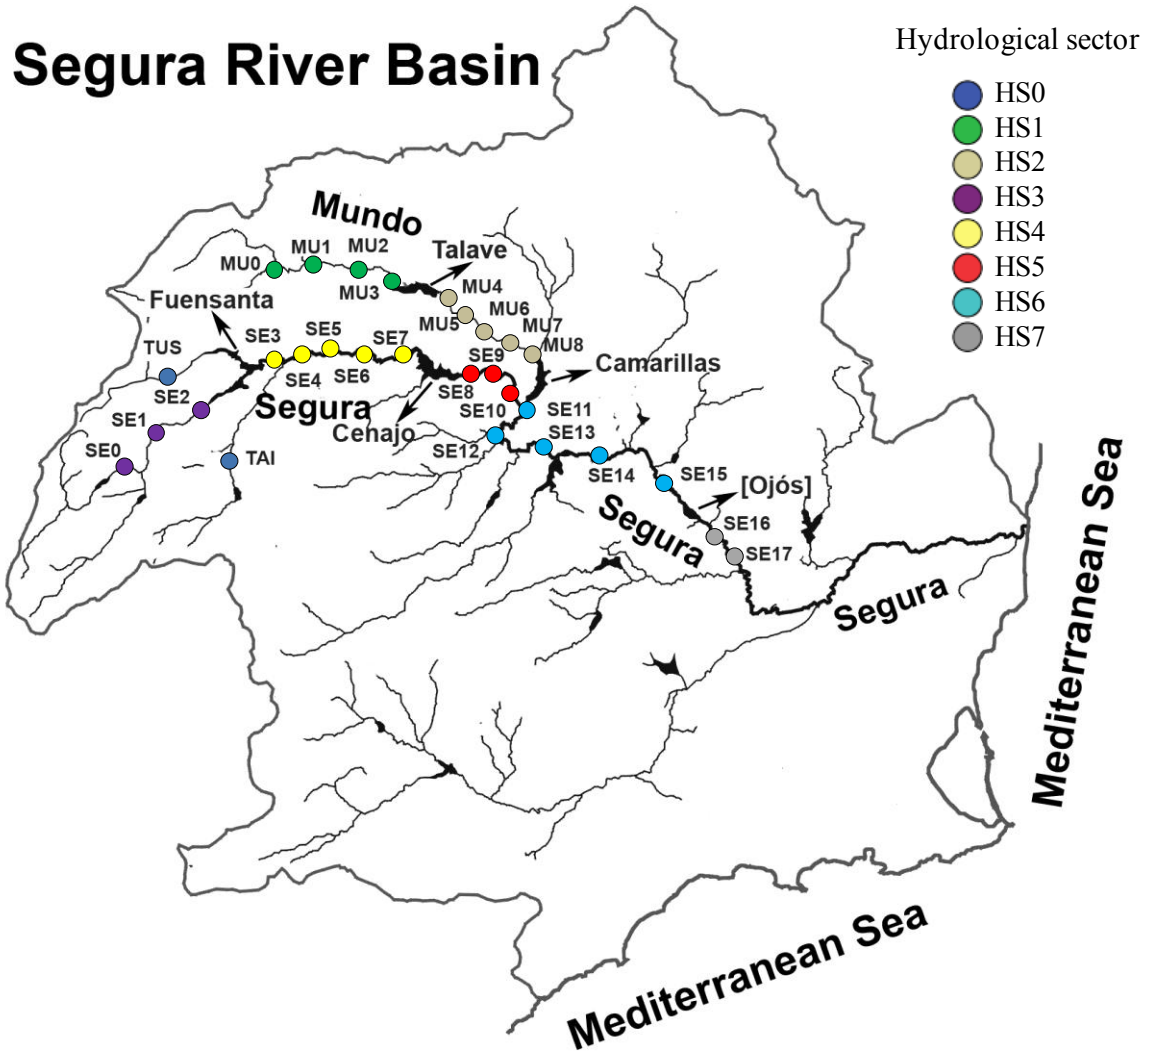 Segura River Basin
Hydrological sector
HS0
HS1
HS2
HS3
HS4
HS5
HS6
HS7
Mundo
MU0
MU1
MU2
MU3
Talave
MU4
MU5
MU6
MU7
MU8
Fuensanta
TUS
SE3
SE5
SE7
SE4
SE6
SE9
SE8
Camarillas
SE2
SE1
SE0
Segura
Cenajo
SE10
SE11
SE12
SE13
TAI
SE14
SE15
[Ojós]
Segura
SE16
SE17
Segura
Mediterranean Sea
Mediterranean Sea